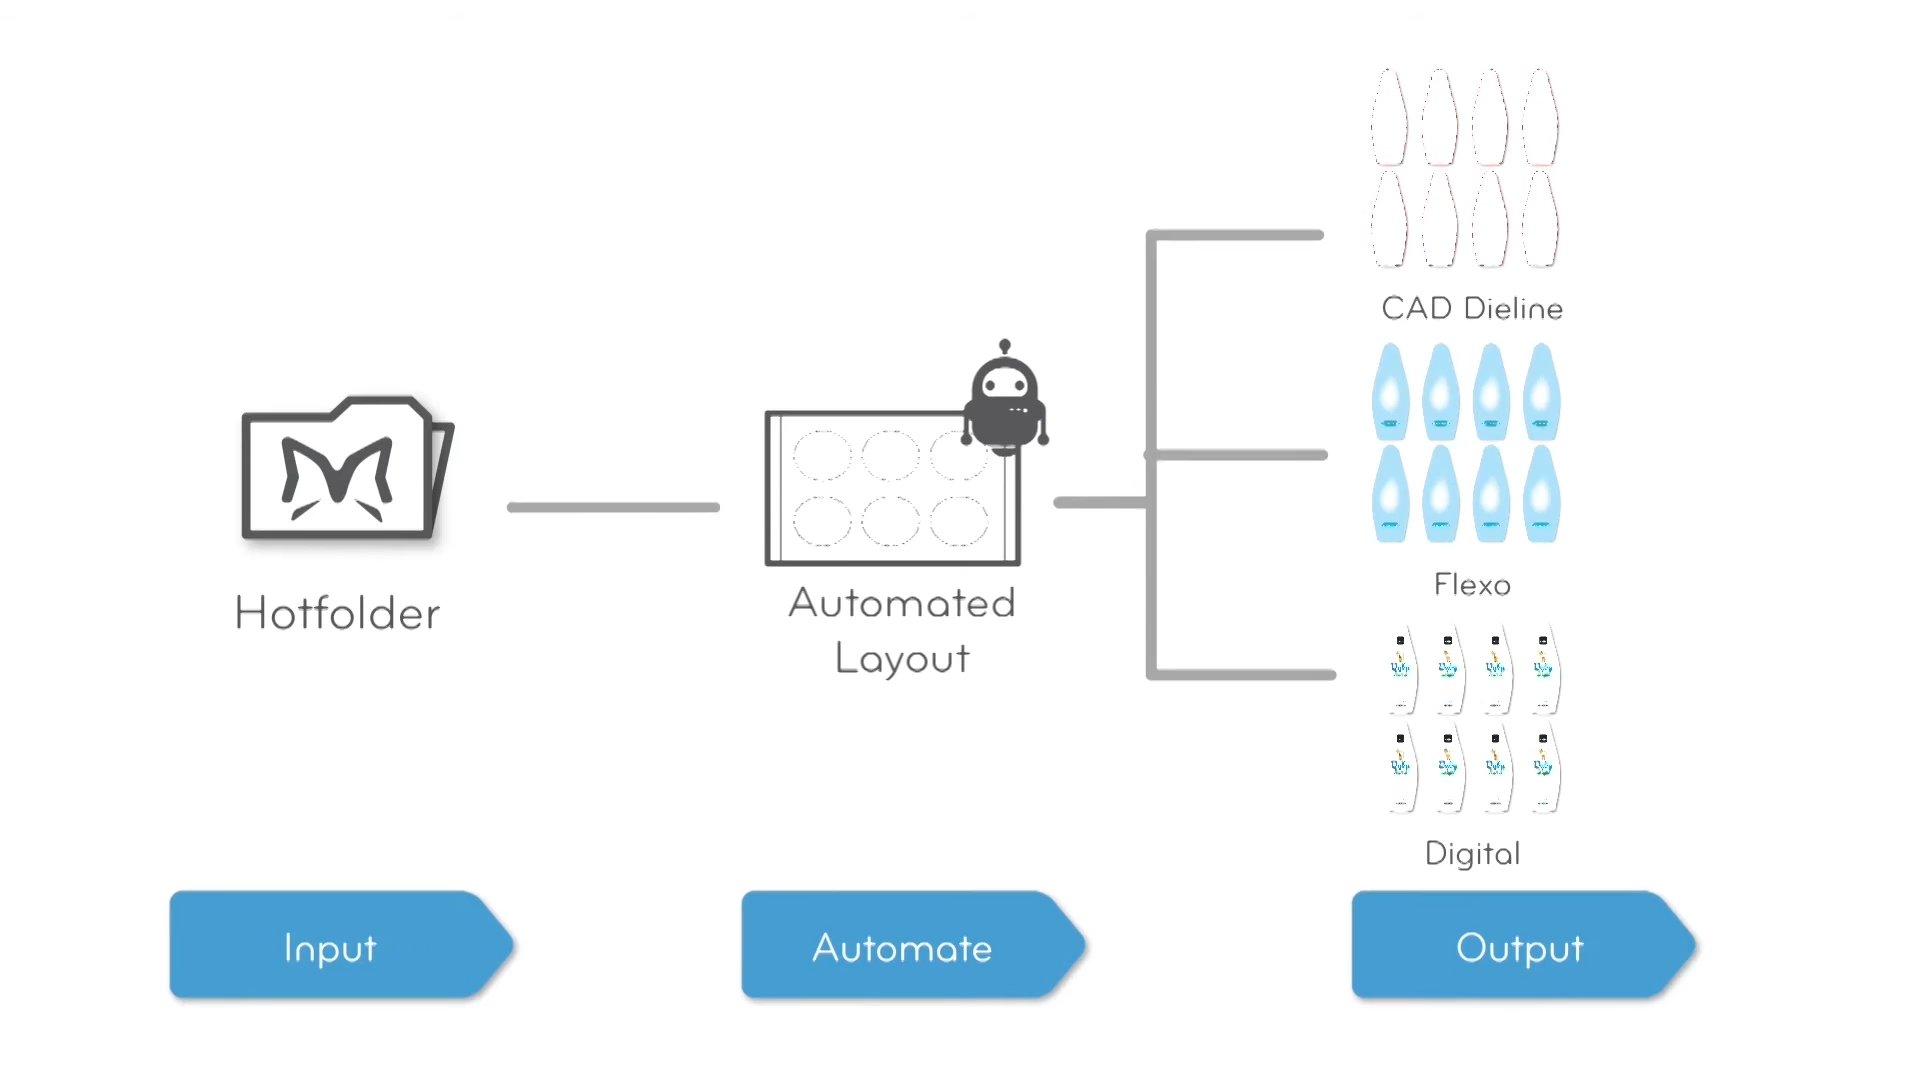 Hotfolder
Automated
Layout
CAD Dieline
Flexo
Digital
Input
Automate
Output